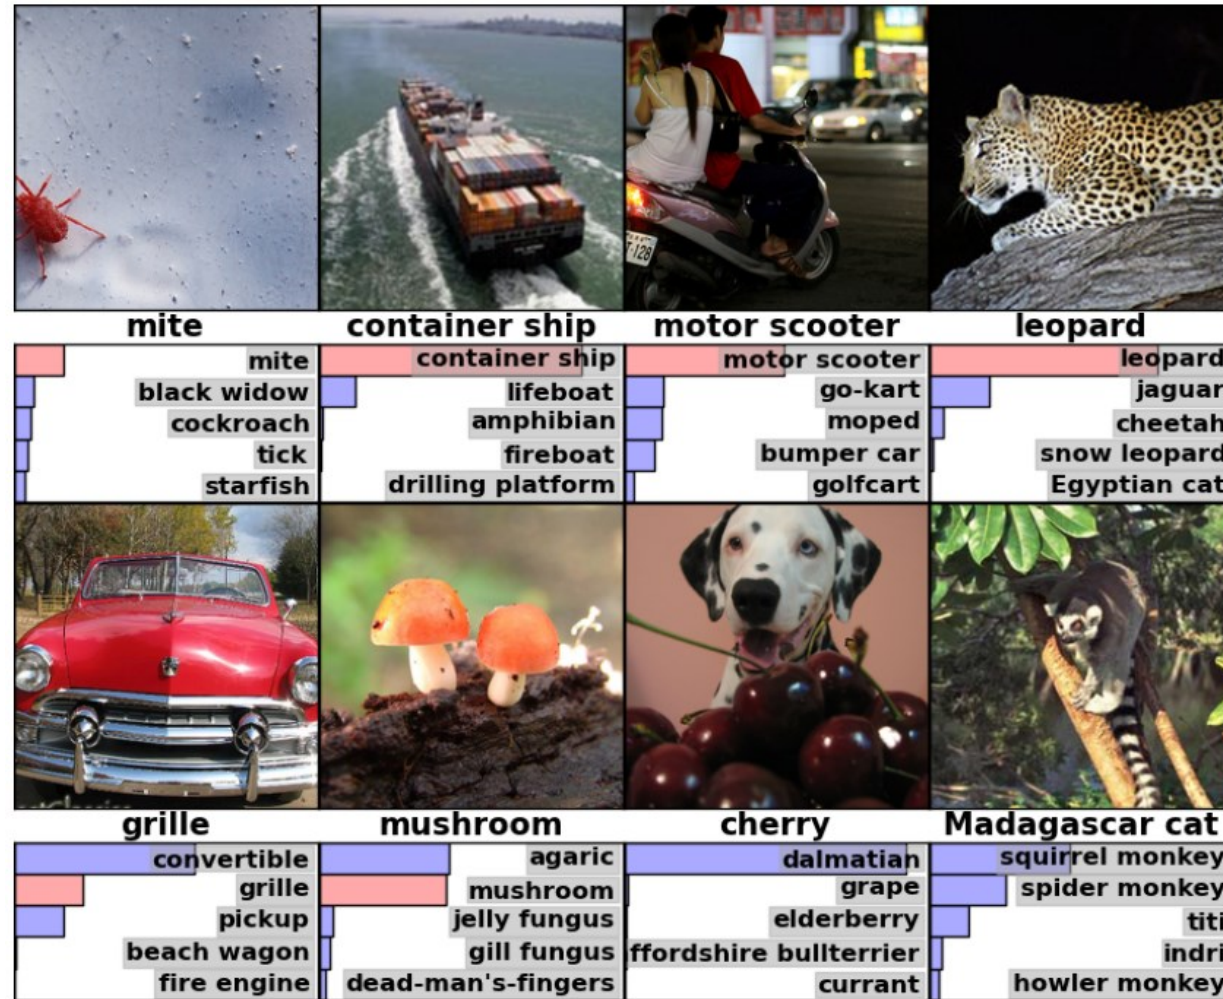 T-128
mite
container ship
motor scooter
leopard
mite
black widow
cockroach
tick
starfish
container ship
lifeboat
amphibian
fireboat
drilling platform
motor scooter
go-kart
moped
bumper car
golfcart
leopard
jaguar
cheetah
snow leopard
Egyptian cat
grille
mushroom
cherry
Madagascar cat
convertible
grille
pickup
beach wagon
fire engine
agaric
mushroom
jelly fungus
gill fungus
dead-man's-fingers
dalmatian
grape
elderberry
ffordshire bullterrier
currant
squirrel monkey
spider monkey
titi
indri
howler monkey